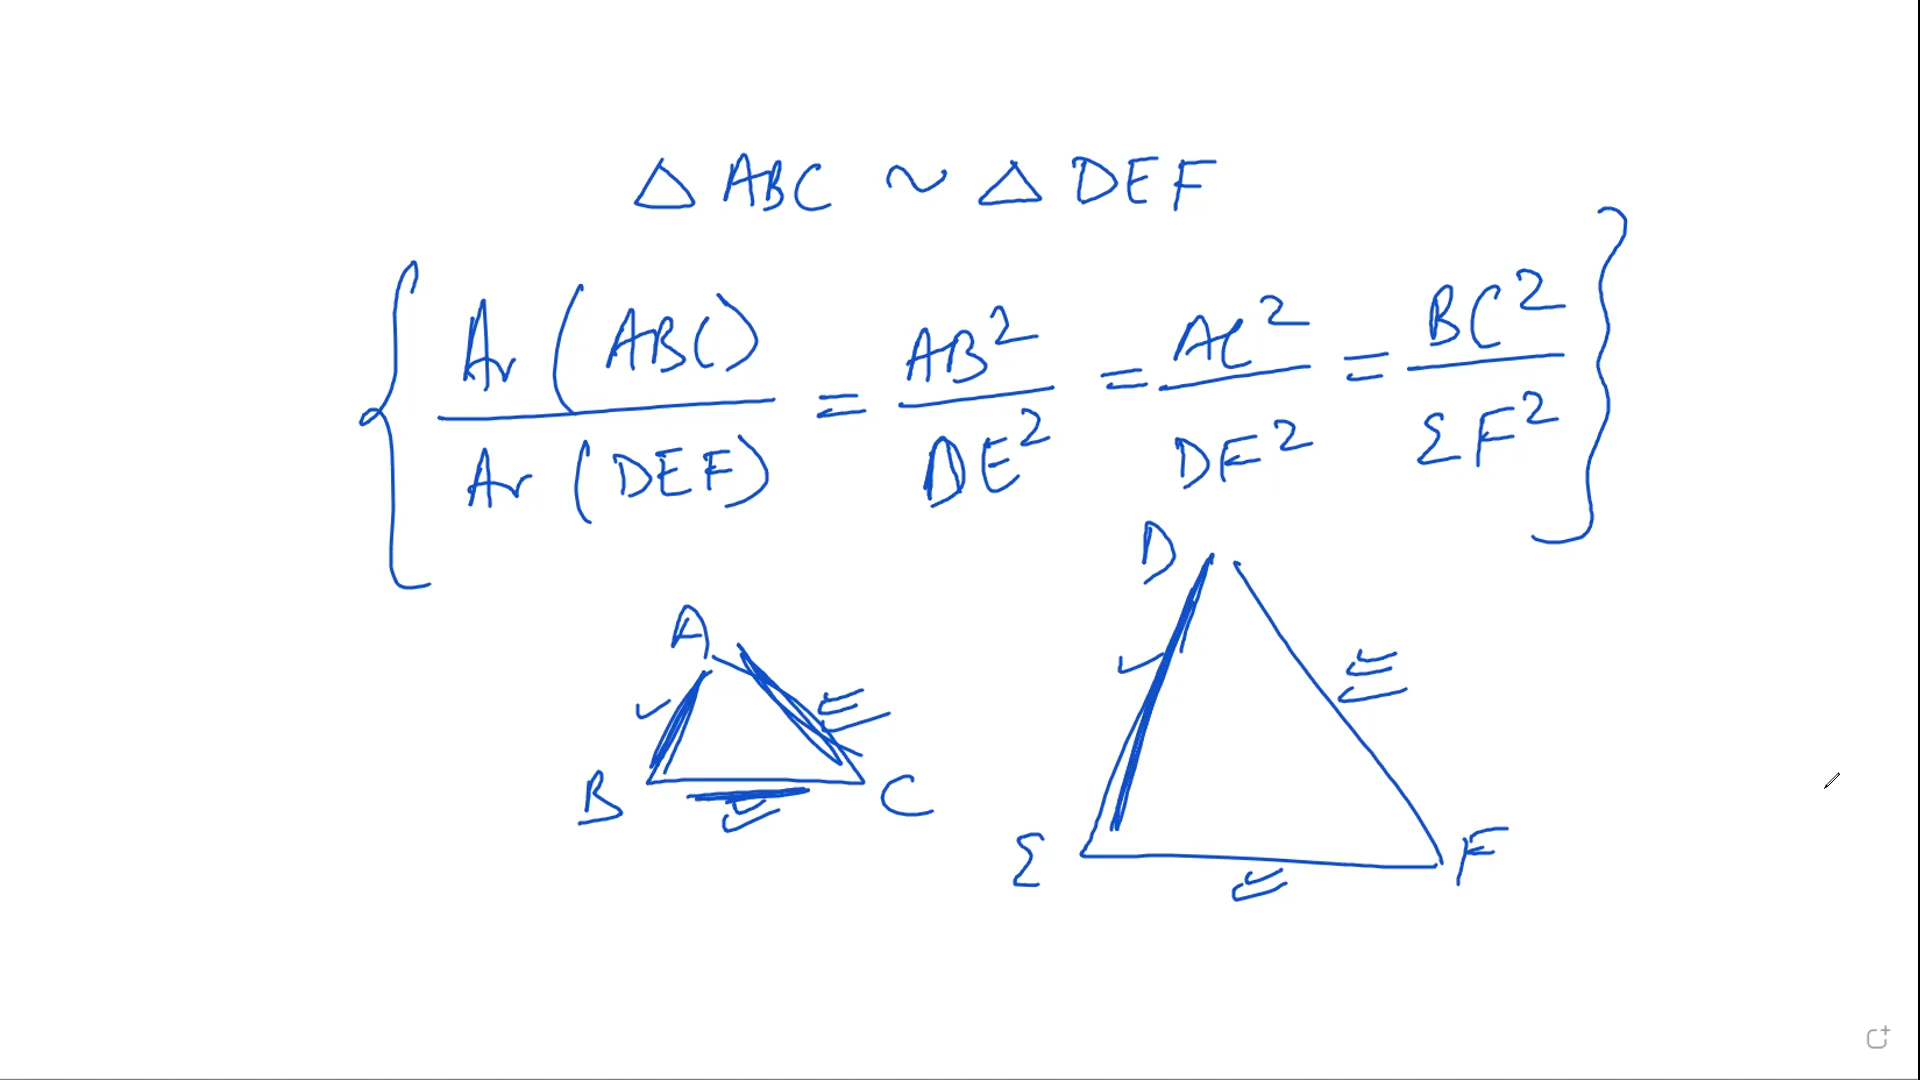 △ ABC ~ △ DEF
{ Ar (ABC) / Ar (DEF) = AB² / DE² = AC² / DF² = BC² / EF² }
D
A
B C
E F